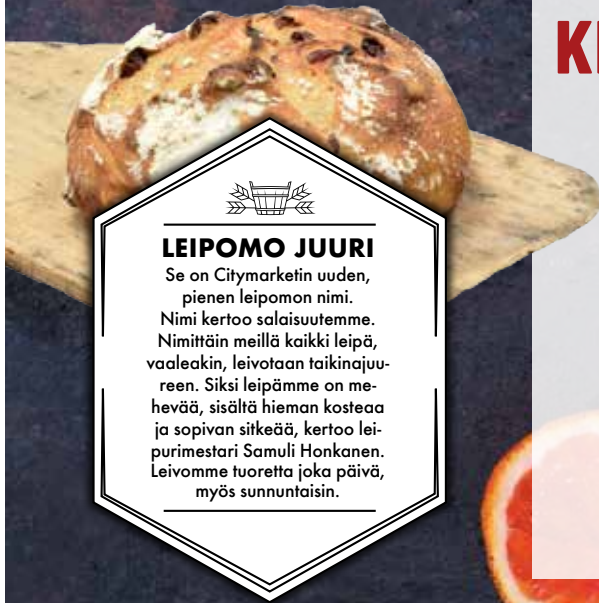 LEIPOMO JUURI
Se on Citymarketin uuden,
pienen leipomon nimi.
Nimi kertoo salaisuutemme.
Nimittäin meillä kaikki leipä,
vaaleakin, leivotaan taikinajuu-
reen. Siksi leipämme on me-
hevää, sisältä hieman kosteaa
ja sopivan sitkeää, kertoo lei-
purimestari Samuli Honkanen.
Leivomme tuoretta joka päivä,
myös sunnuntaisin.